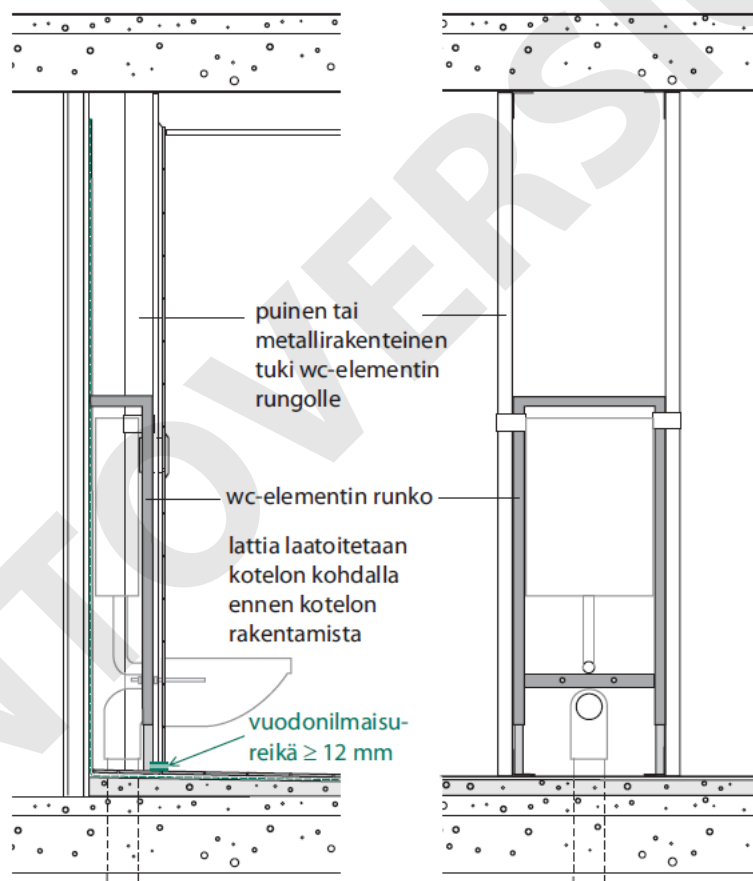 puinen tai
metallirakenteinen
tuki wc-elementin
rungolle
wc-elementin runko
lattia laatoitetaan
kotelon kohdalla
ennen kotelon
rakentamista
vuodonilmaisu-
reikä ≥ 12 mm
NTOVERSIO